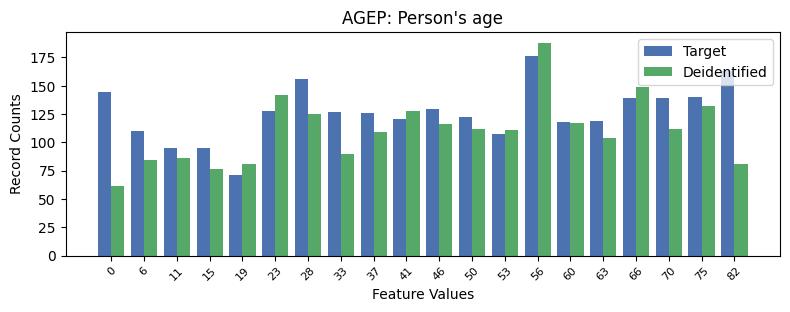 AGEP: Person's age
Record Counts
175
150
125
100
75
50
25
0
Target
Deidentified
0 6 11 15 19 23 28 33 37 41 46 50 53 56 60 63 66 70 75 82
Feature Values